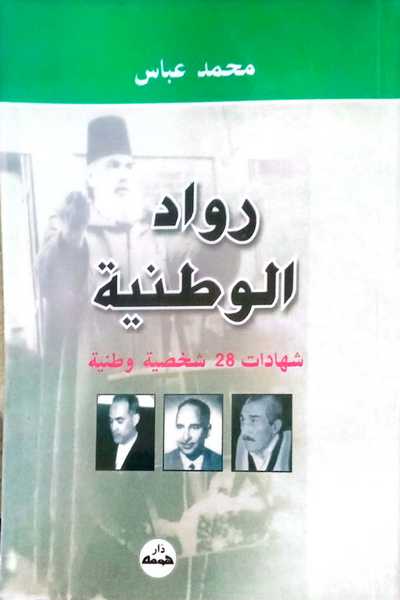 محمد عباس
رواد
الوطنية
شهادات 28 شخصية وطنية
دار
هومه